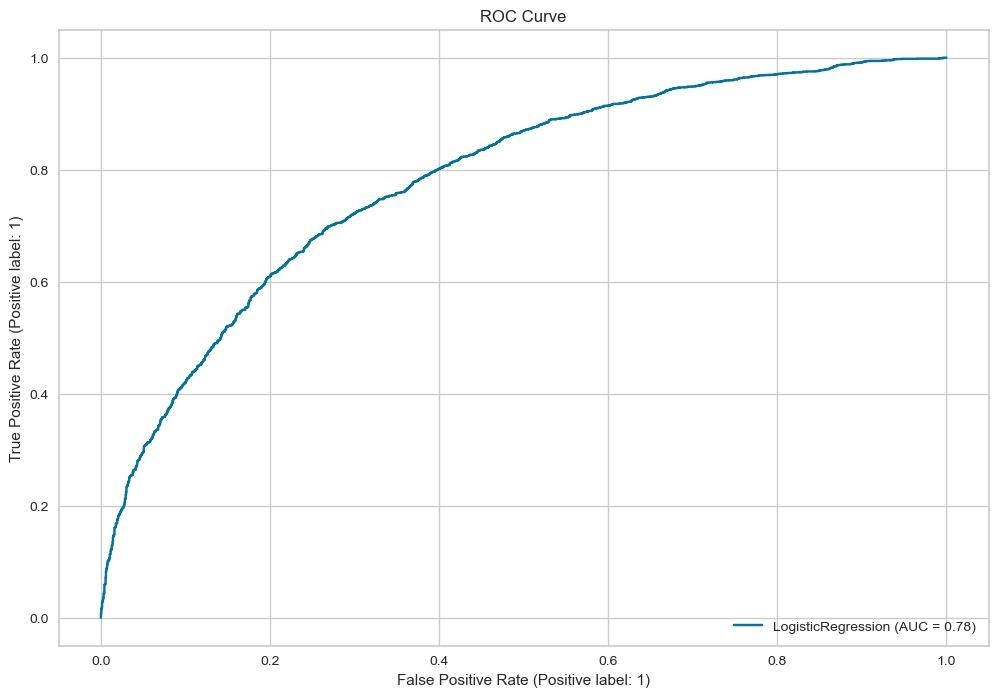 ROC Curve
1.0
0.8
0.6
0.4
0.2
0.0
True Positive Rate (Positive label: 1)
LogisticRegression (AUC = 0.78)
0.0 0.2 0.4 0.6 0.8 1.0
False Positive Rate (Positive label: 1)